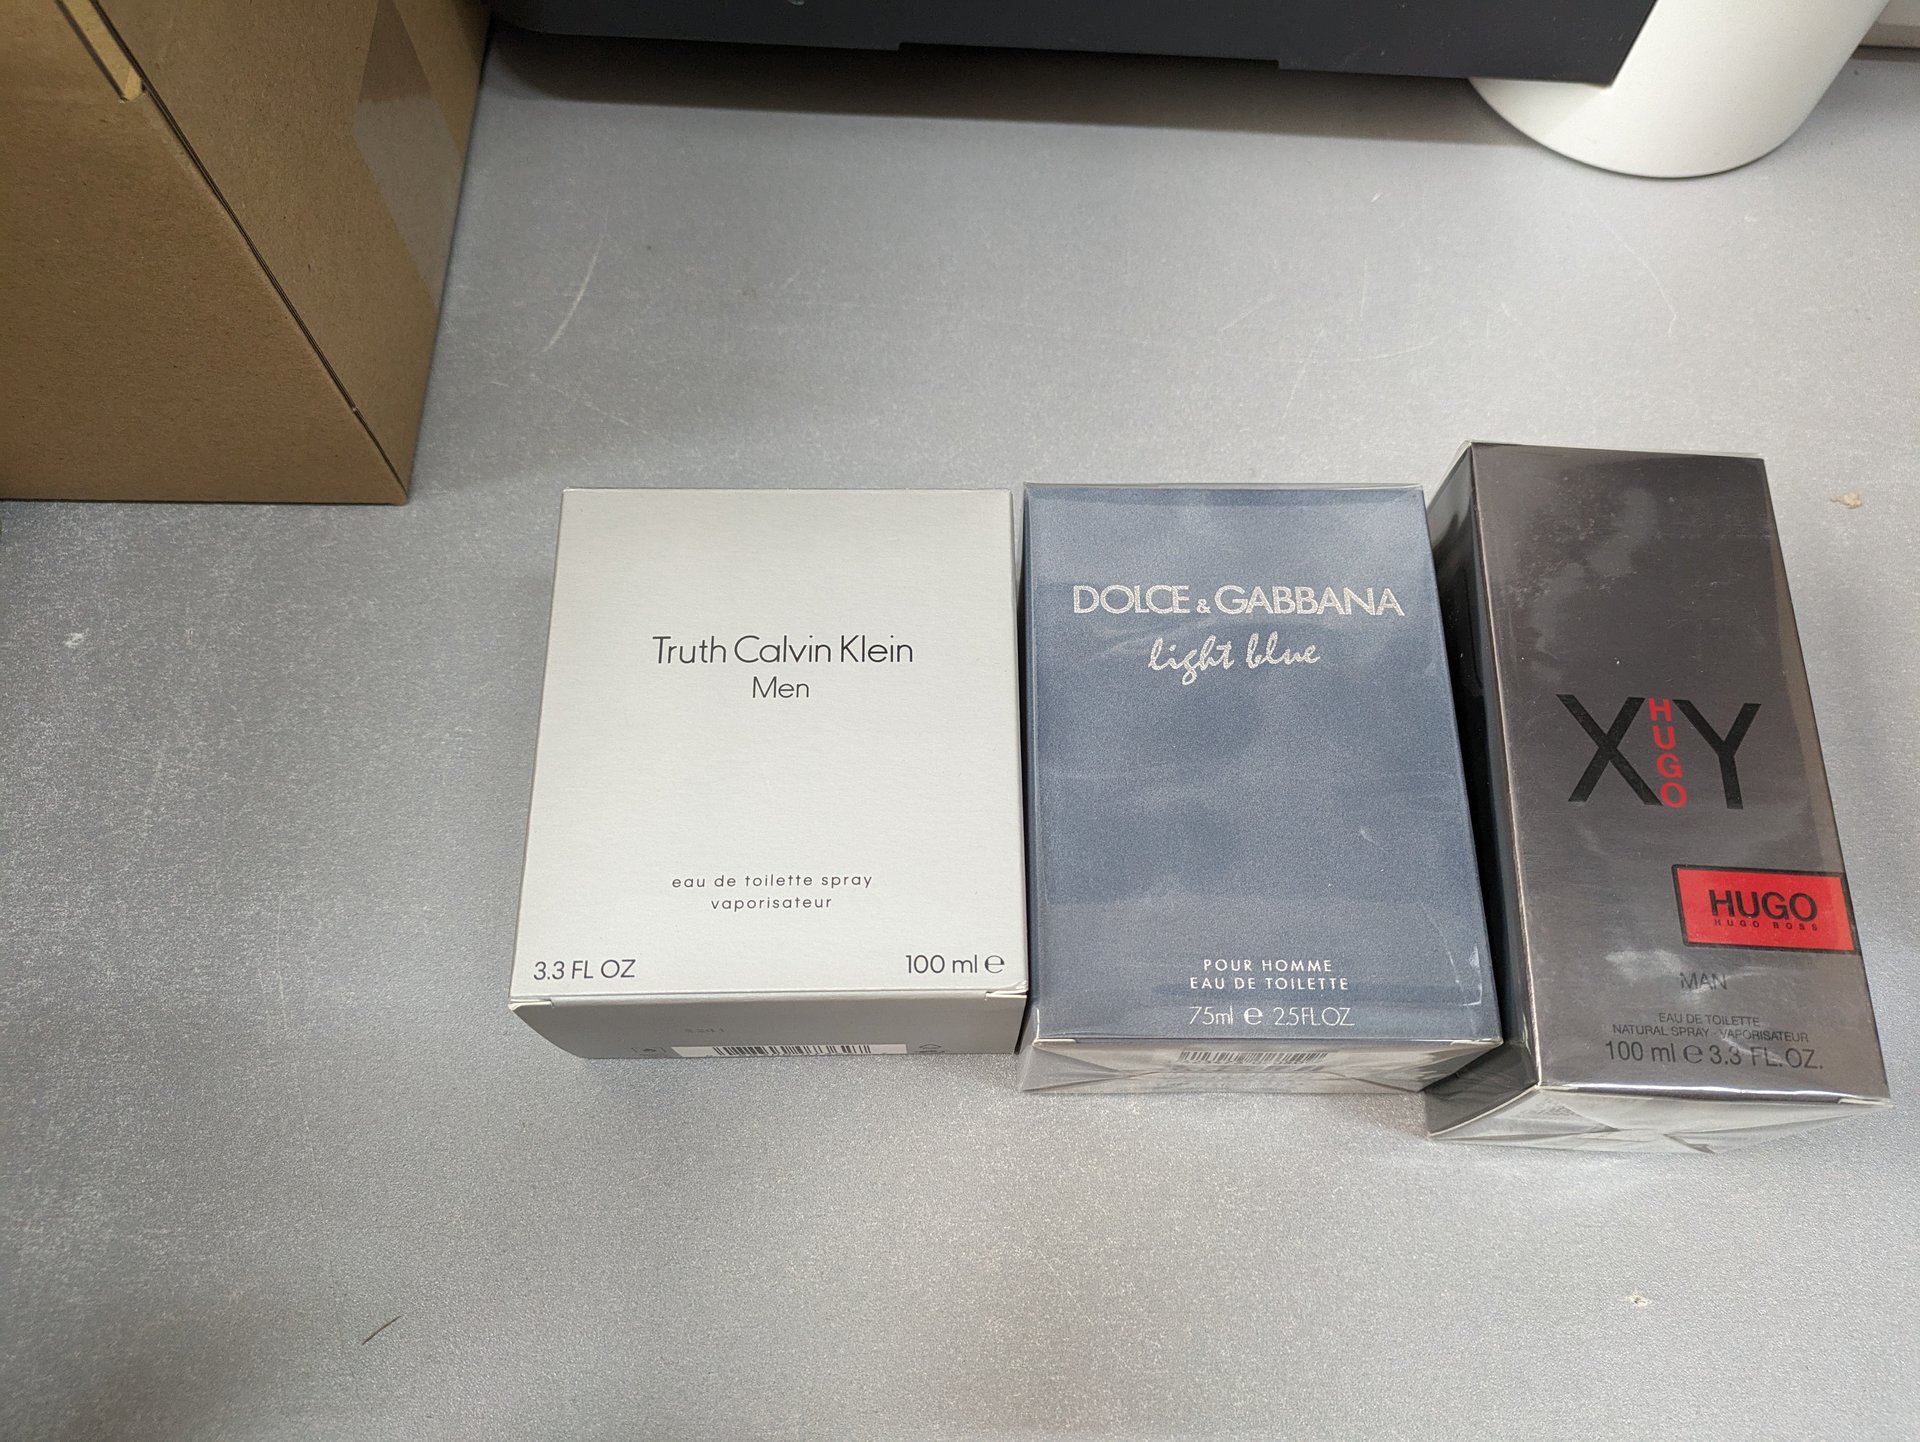 Truth Calvin Klein
Men
eau de toilette spray
vaporisateur
3.3 FL OZ
100 ml ℮
DOLCE & GABBANA
light blue
POUR HOMME
EAU DE TOILETTE
75ml ℮ 2.5FL.OZ
X HUGO Y
HUGO
HUGO BOSS
MAN
EAU DE TOILETTE
NATURAL SPRAY - VAPORISATEUR
100 ml ℮ 3.3 FL.OZ.